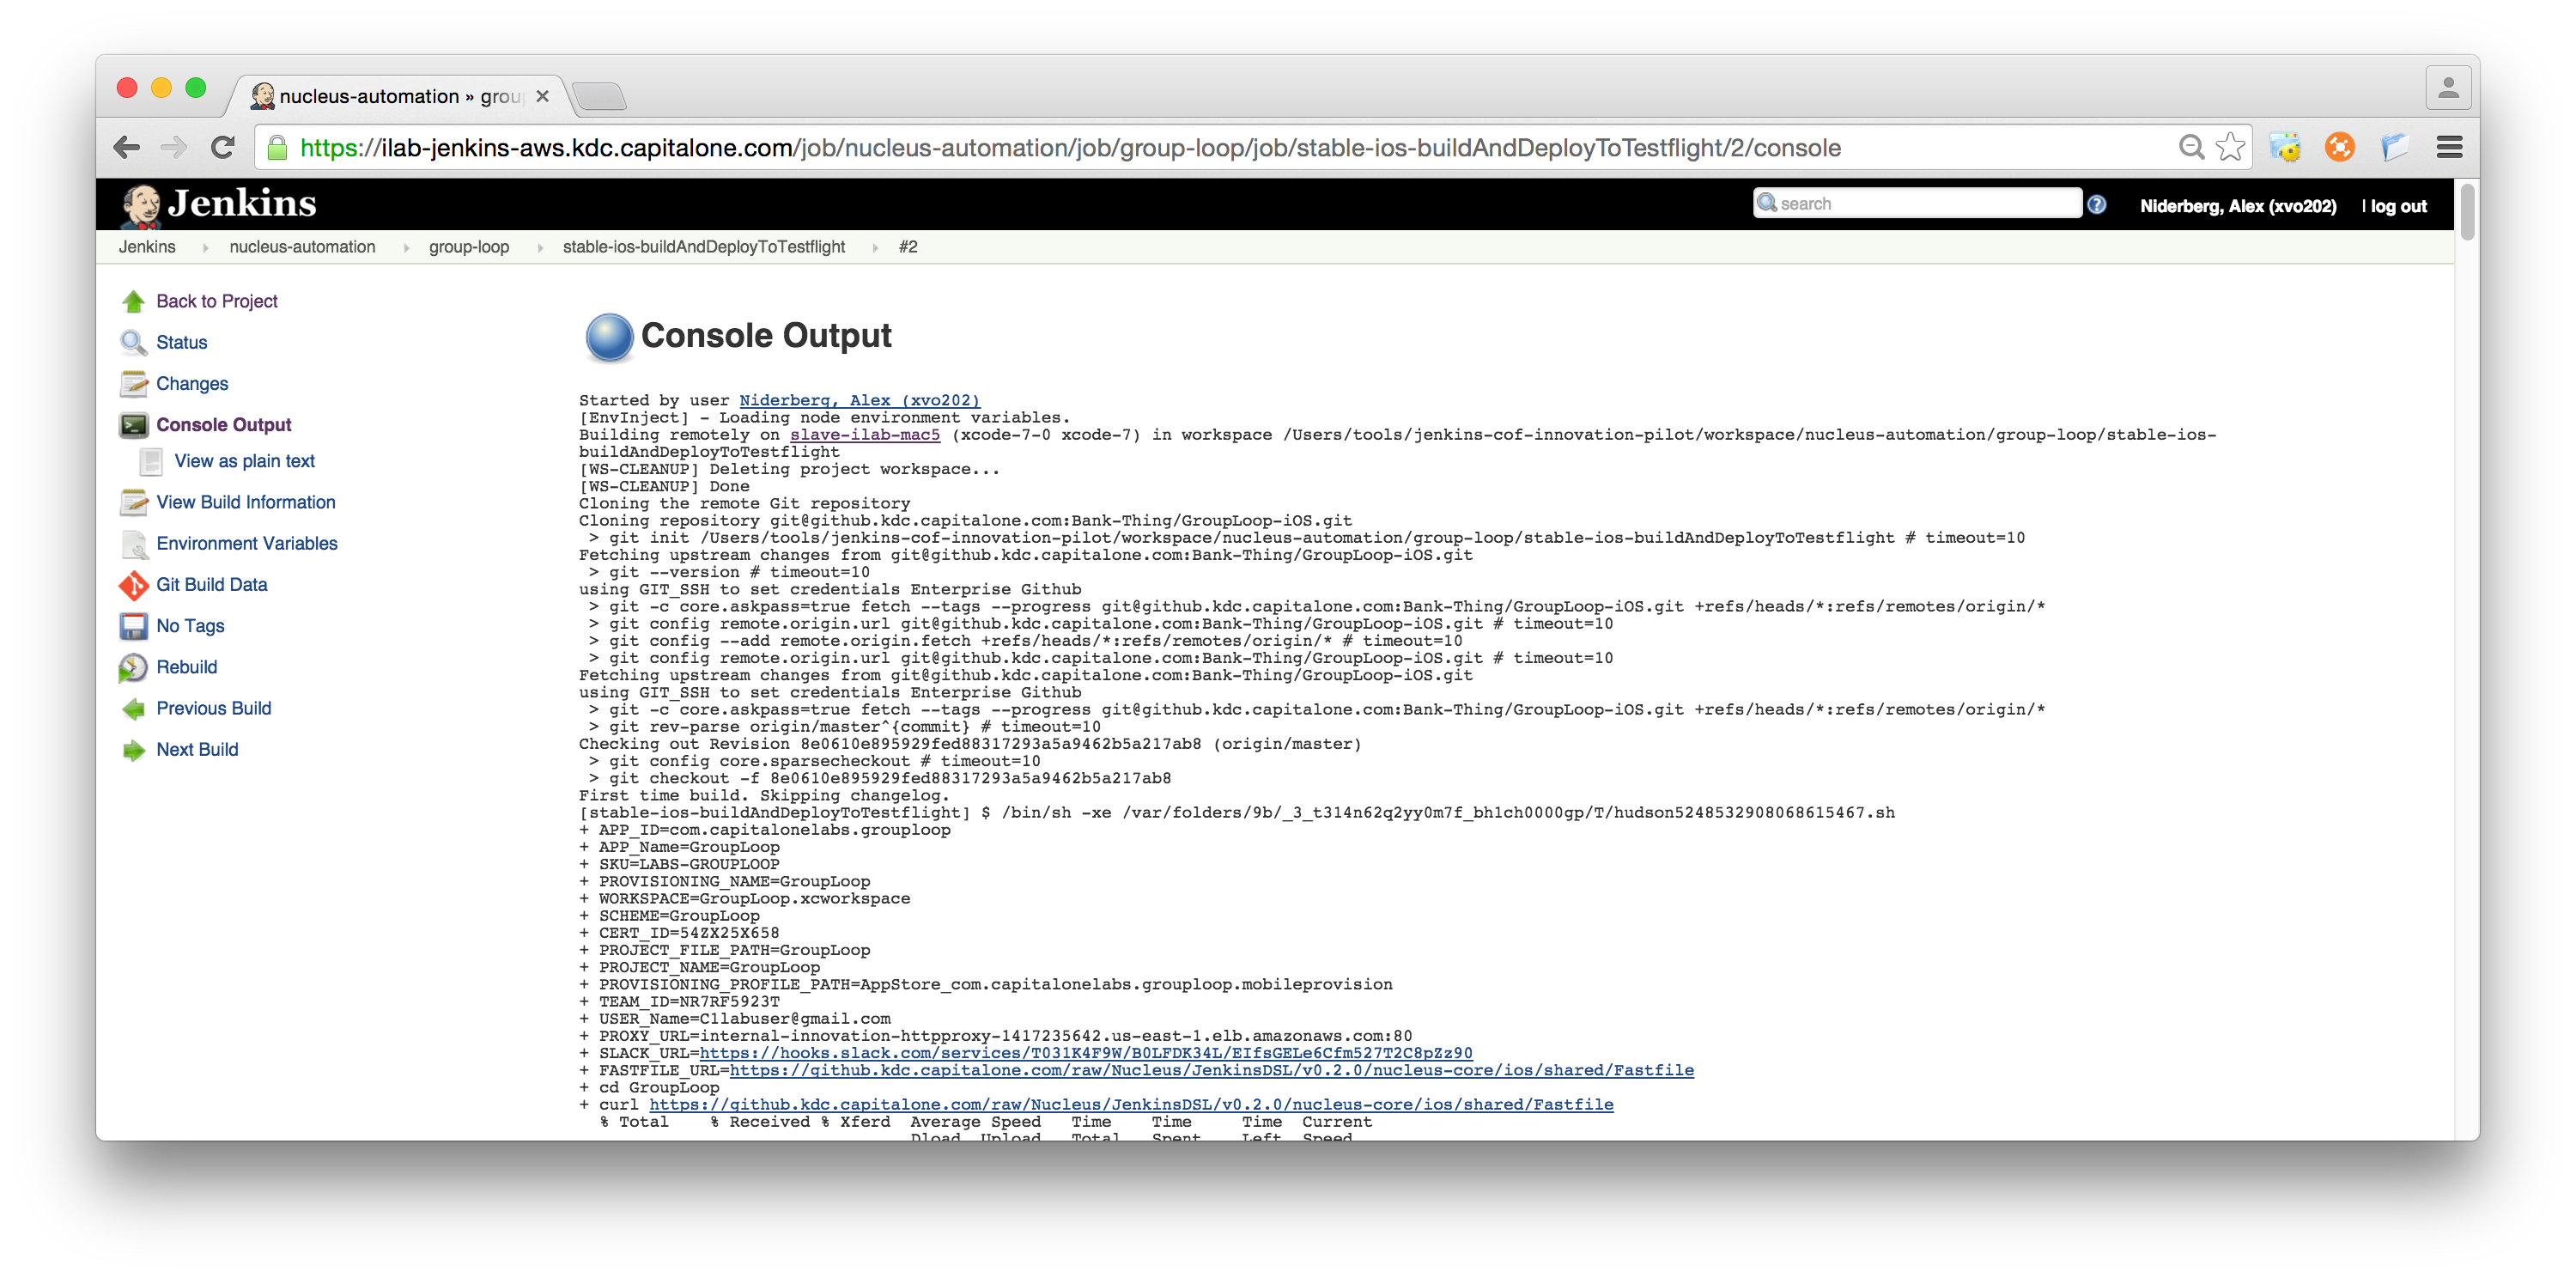 nucleus-automation » grou
https://ilab-jenkins-aws.kdc.capitalone.com/job/nucleus-automation/job/group-loop/job/stable-ios-buildAndDeployToTestflight/2/console
Jenkins
search
Niderberg, Alex (xvo202)
| log out
Jenkins
nucleus-automation
group-loop
stable-ios-buildAndDeployToTestflight
#2
Back to Project
Status
Changes
Console Output
View as plain text
View Build Information
Environment Variables
Git Build Data
No Tags
Rebuild
Previous Build
Next Build
Console Output
Started by user Niderberg, Alex (xvo202)
[EnvInject] - Loading node environment variables.
Building remotely on slave-ilab-mac5 (xcode-7-0 xcode-7) in workspace /Users/tools/jenkins-cof-innovation-pilot/workspace/nucleus-automation/group-loop/stable-ios-
buildAndDeployToTestflight
[WS-CLEANUP] Deleting project workspace...
[WS-CLEANUP] Done
Cloning the remote Git repository
Cloning repository git@github.kdc.capitalone.com:Bank-Thing/GroupLoop-iOS.git
> git init /Users/tools/jenkins-cof-innovation-pilot/workspace/nucleus-automation/group-loop/stable-ios-buildAndDeployToTestflight # timeout=10
Fetching upstream changes from git@github.kdc.capitalone.com:Bank-Thing/GroupLoop-iOS.git
> git --version # timeout=10
using GIT_SSH to set credentials Enterprise Github
> git -c core.askpass=true fetch --tags --progress git@github.kdc.capitalone.com:Bank-Thing/GroupLoop-iOS.git +refs/heads/*:refs/remotes/origin/*
> git config remote.origin.url git@github.kdc.capitalone.com:Bank-Thing/GroupLoop-iOS.git # timeout=10
> git config --add remote.origin.fetch +refs/heads/*:refs/remotes/origin/* # timeout=10
> git config remote.origin.url git@github.kdc.capitalone.com:Bank-Thing/GroupLoop-iOS.git # timeout=10
Fetching upstream changes from git@github.kdc.capitalone.com:Bank-Thing/GroupLoop-iOS.git
using GIT_SSH to set credentials Enterprise Github
> git -c core.askpass=true fetch --tags --progress git@github.kdc.capitalone.com:Bank-Thing/GroupLoop-iOS.git +refs/heads/*:refs/remotes/origin/*
> git rev-parse origin/master^{commit} # timeout=10
Checking out Revision 8e0610e895929fed88317293a5a9462b5a217ab8 (origin/master)
> git config core.sparsecheckout # timeout=10
> git checkout -f 8e0610e895929fed88317293a5a9462b5a217ab8
First time build. Skipping changelog.
[stable-ios-buildAndDeployToTestflight] $ /bin/sh -xe /var/folders/9b/_3_t314n62q2yy0m7f_bh1ch0000gp/T/hudson5248532908068615467.sh
+ APP_ID=com.capitalonelabs.grouploop
+ APP_Name=GroupLoop
+ SKU=LABS-GROUPLOOP
+ PROVISIONING_NAME=GroupLoop
+ WORKSPACE=GroupLoop.xcworkspace
+ SCHEME=GroupLoop
+ CERT_ID=54ZX25X658
+ PROJECT_FILE_PATH=GroupLoop
+ PROJECT_NAME=GroupLoop
+ PROVISIONING_PROFILE_PATH=AppStore_com.capitalonelabs.grouploop.mobileprovision
+ TEAM_ID=NR7RF5923T
+ USER_Name=C1labuser@gmail.com
+ PROXY_URL=internal-innovation-httpproxy-1417235642.us-east-1.elb.amazonaws.com:80
+ SLACK_URL=https://hooks.slack.com/services/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
+ FASTFILE_URL=https://github.kdc.capitalone.com/raw/Nucleus/JenkinsDSL/v0.2.0/nucleus-core/ios/shared/Fastfile
+ cd GroupLoop
+ curl https://github.kdc.capitalone.com/raw/Nucleus/JenkinsDSL/v0.2.0/nucleus-core/ios/shared/Fastfile
% Total % Received % Xferd Average Speed Time Time Time Current
Dload Upload Total Spent Left Speed